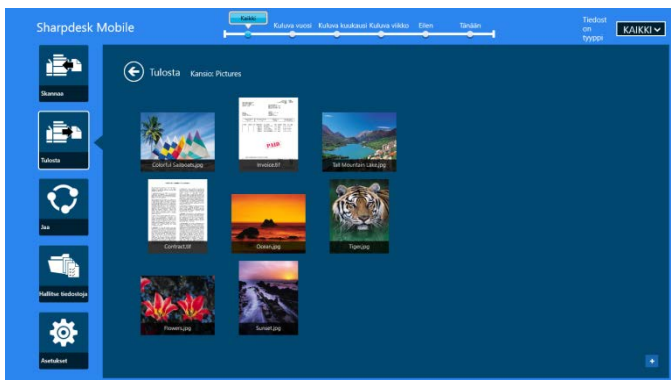 Sharpdesk Mobile
Kaikki
Kuluva vuosi
Kuluva kuukausi
Kuluva viikko
Eilen
Tänään
Tiedost
on
tyyppi
KAIKKI
Skannaa
Tulosta
Jaa
Hallitse tiedostoja
Asetukset
Tulosta
Kansio: Pictures
Colorful Sailboats.jpg
Invoice.tif
Tall Mountain Lake.jpg
Contract.tif
Ocean.jpg
Tiger.jpg
Flowers.jpg
Sunset.jpg